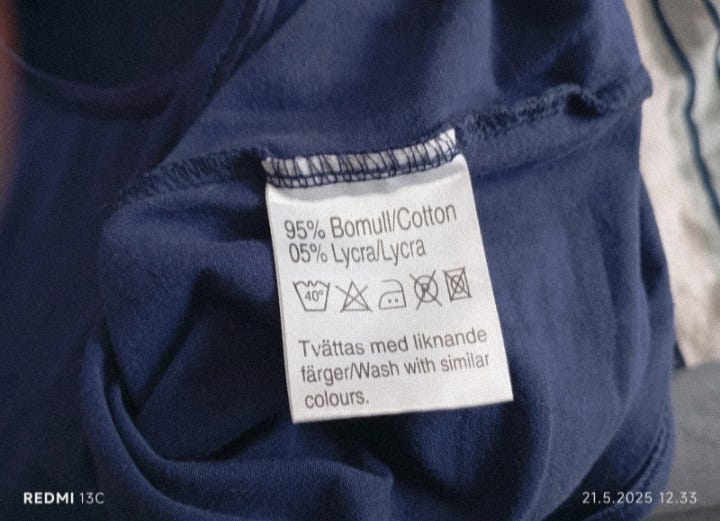 95% Bomull/Cotton
05% Lycra/Lycra
40°
Tvättas med liknande
färger/Wash with similar
colours.
REDMI 13C
21.5.2025 12.33